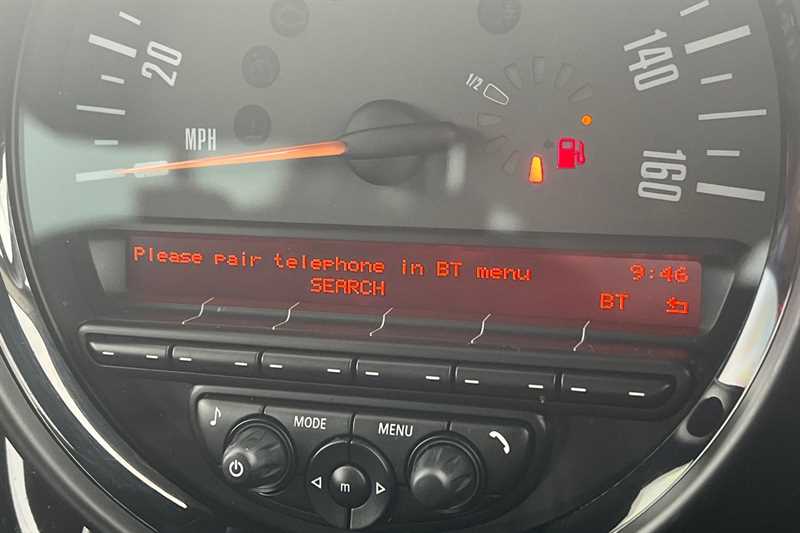 20
MPH
1/2
140
160
Please pair telephone in BT menu 9:46
SEARCH BT
MODE
MENU
m